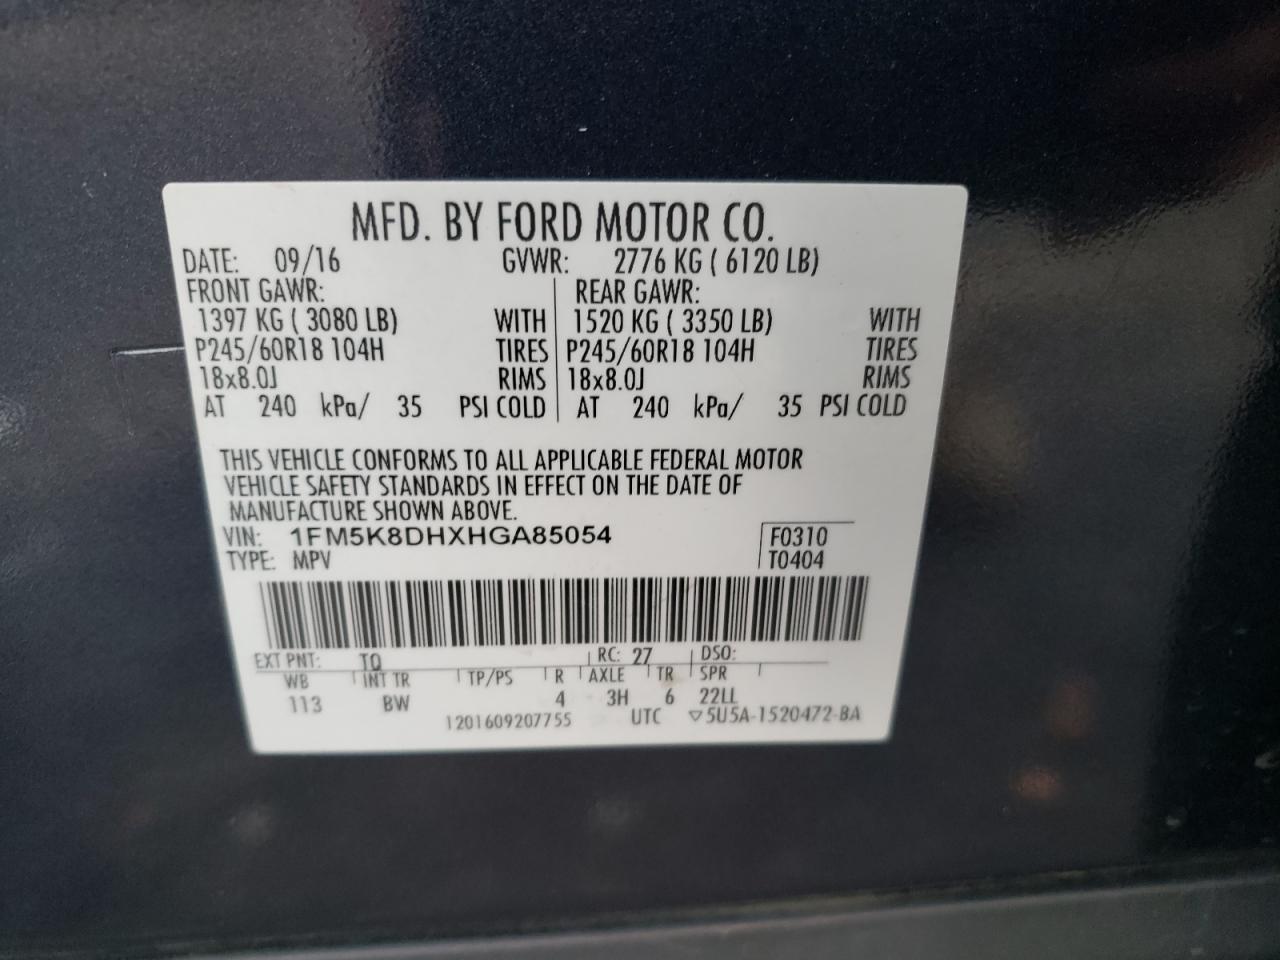 MFD. BY FORD MOTOR CO.
DATE: 09/16 GVWR: 2776 KG ( 6120 LB)
FRONT GAWR: REAR GAWR:
1397 KG ( 3080 LB) WITH 1520 KG ( 3350 LB) WITH
P245/60R18 104H TIRES P245/60R18 104H TIRES
18x8.0J RIMS 18x8.0J RIMS
AT 240 kPa/ 35 PSI COLD AT 240 kPa/ 35 PSI COLD
THIS VEHICLE CONFORMS TO ALL APPLICABLE FEDERAL MOTOR
VEHICLE SAFETY STANDARDS IN EFFECT ON THE DATE OF
MANUFACTURE SHOWN ABOVE.
VIN: 1FM5K8DHXHGA85054 F0310
TYPE: MPV T0404
EXT PNT: TQ RC: 27 DSO:
WB INT TR TP/PS R AXLE TR SPR
113 BW 4 3H 6 22LL
1201609207755 UTC ▽5U5A-1520472-BA